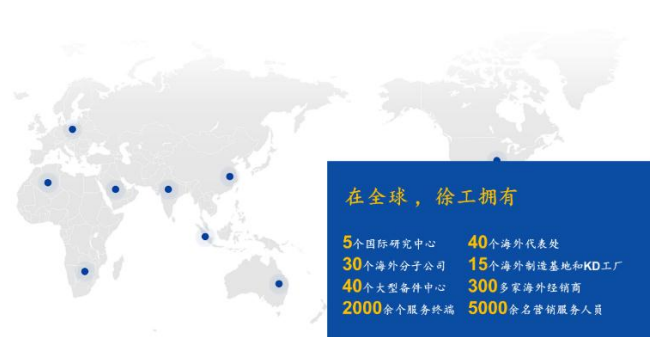 在全球，徐工拥有
5个国际研究中心 40个海外代表处
30个海外分子公司 15个海外制造基地和KD工厂
40个大型备件中心 300多家海外经销商
2000余个服务终端 5000余名营销服务人员